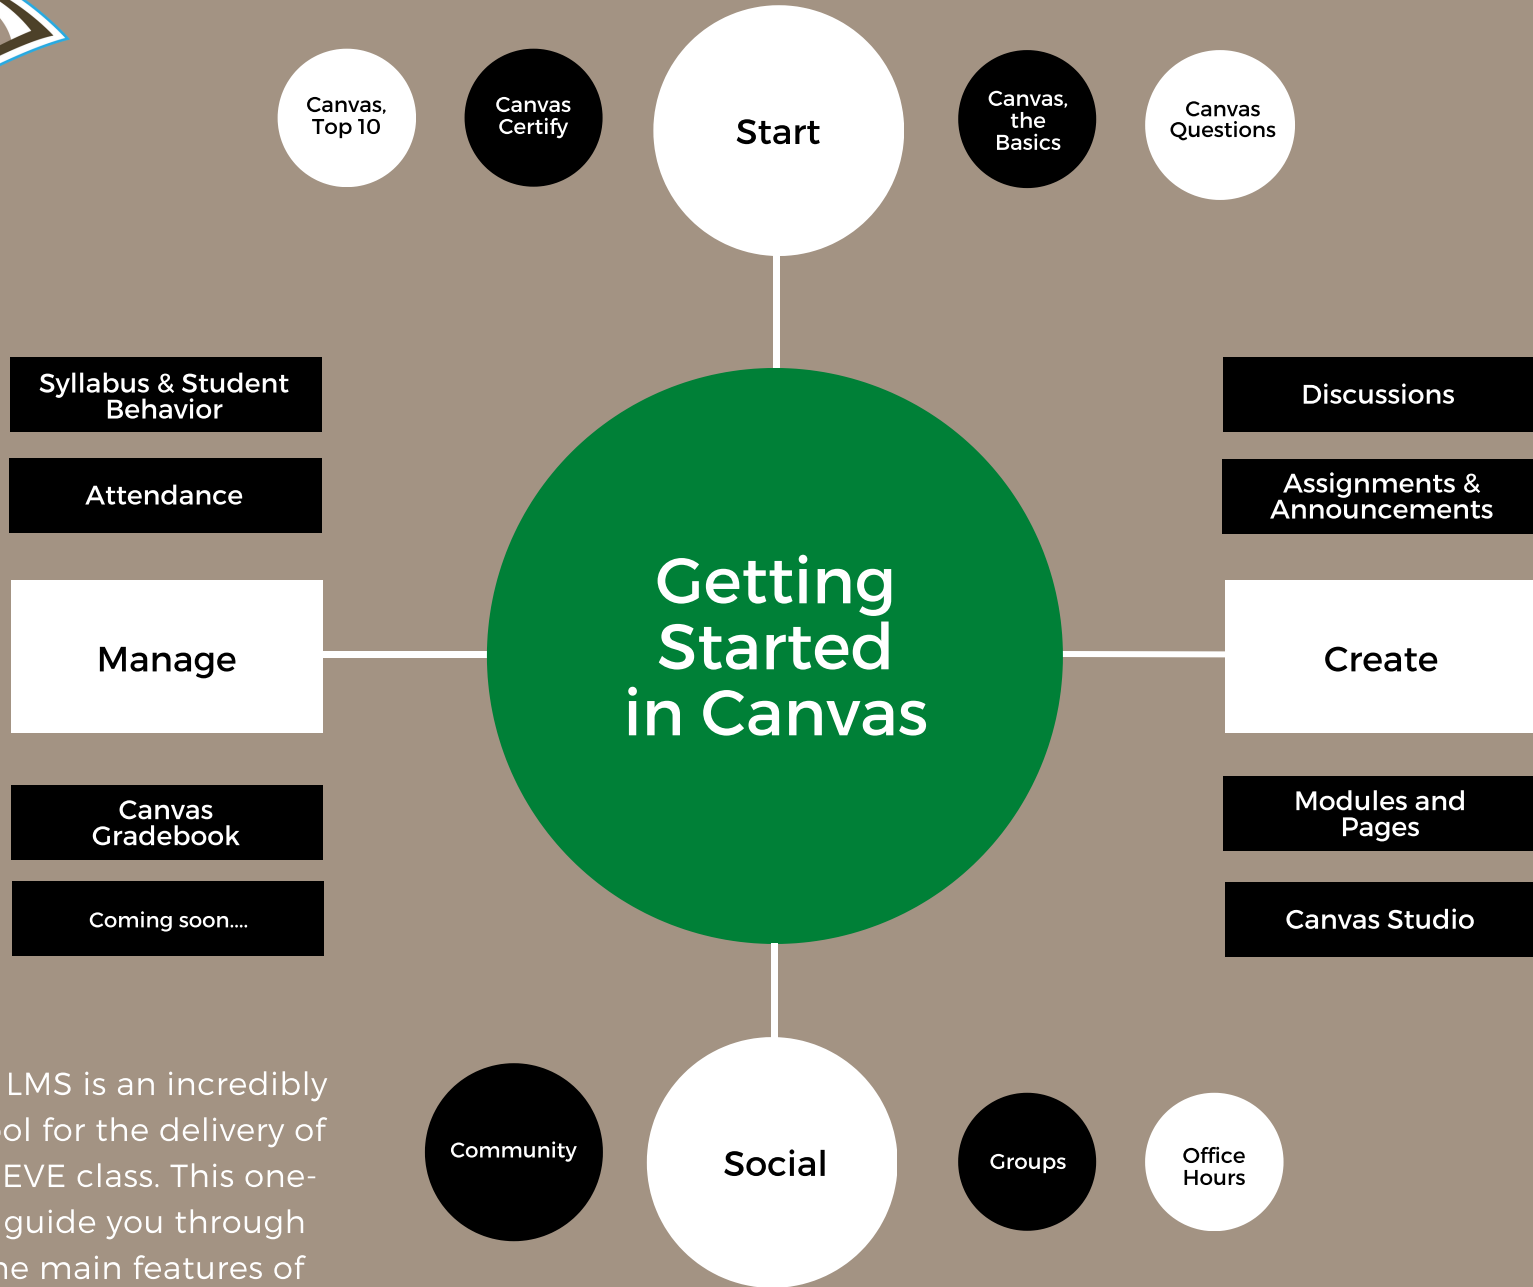 Canvas,
Top 10
Canvas
Certify
Start
Canvas,
the
Basics
Canvas
Questions
Syllabus & Student
Behavior
Attendance
Manage
Canvas
Gradebook
Coming soon....
Getting
Started
in Canvas
Discussions
Assignments &
Announcements
Create
Modules and
Pages
Canvas Studio
LMS is an incredibly
for the delivery of
EVE class. This one-
guide you through
main features of
Community
Social
Groups
Office
Hours